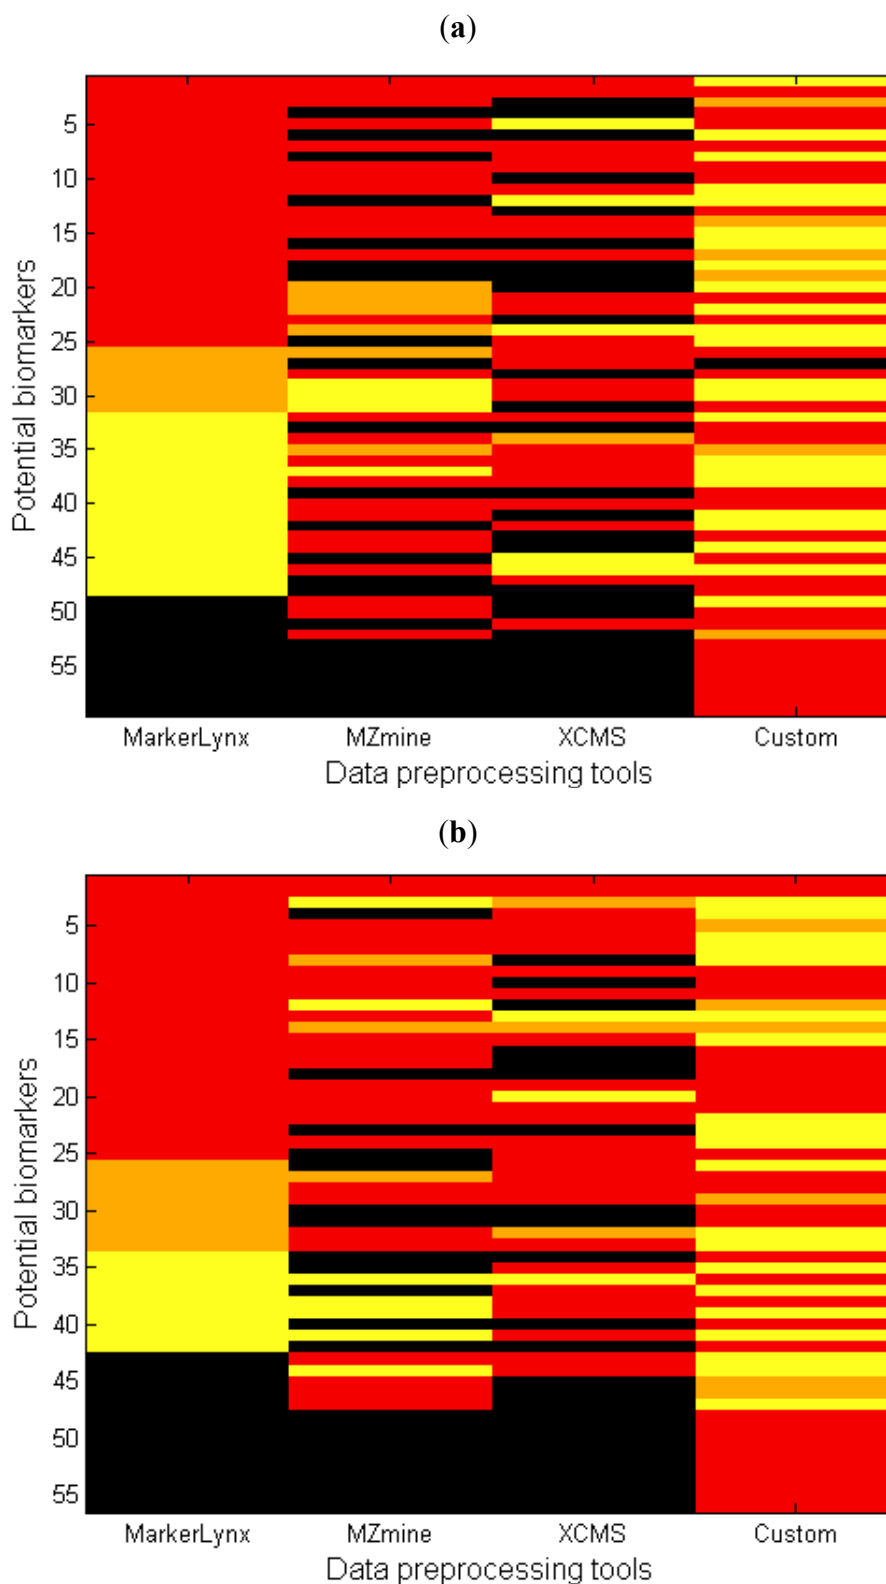 (a)
Potential biomarkers
5
10
15
20
25
30
35
40
45
50
55
MarkerLynx MZmine XCMS Custom
Data preprocessing tools
(b)
Potential biomarkers
5
10
15
20
25
30
35
40
45
50
55
MarkerLynx MZmine XCMS Custom
Data preprocessing tools